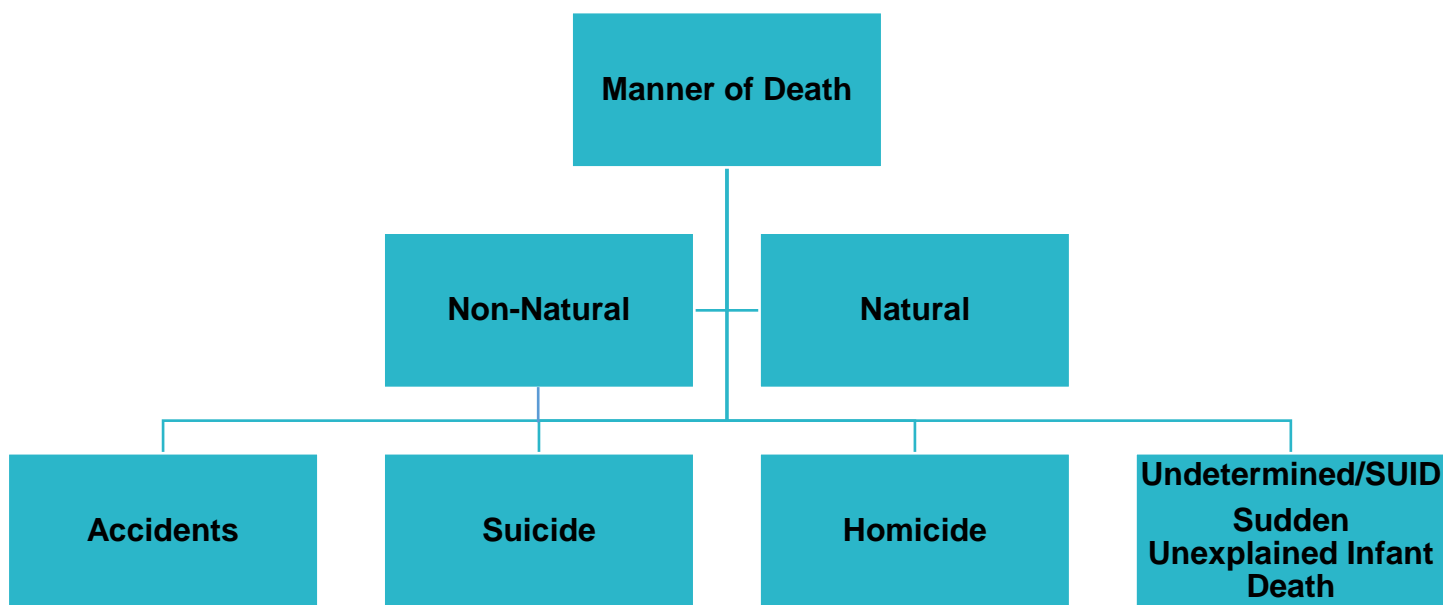 Manner of Death
Non-Natural
Natural
Accidents
Suicide
Homicide
Undetermined/SUID
Sudden
Unexplained Infant
Death